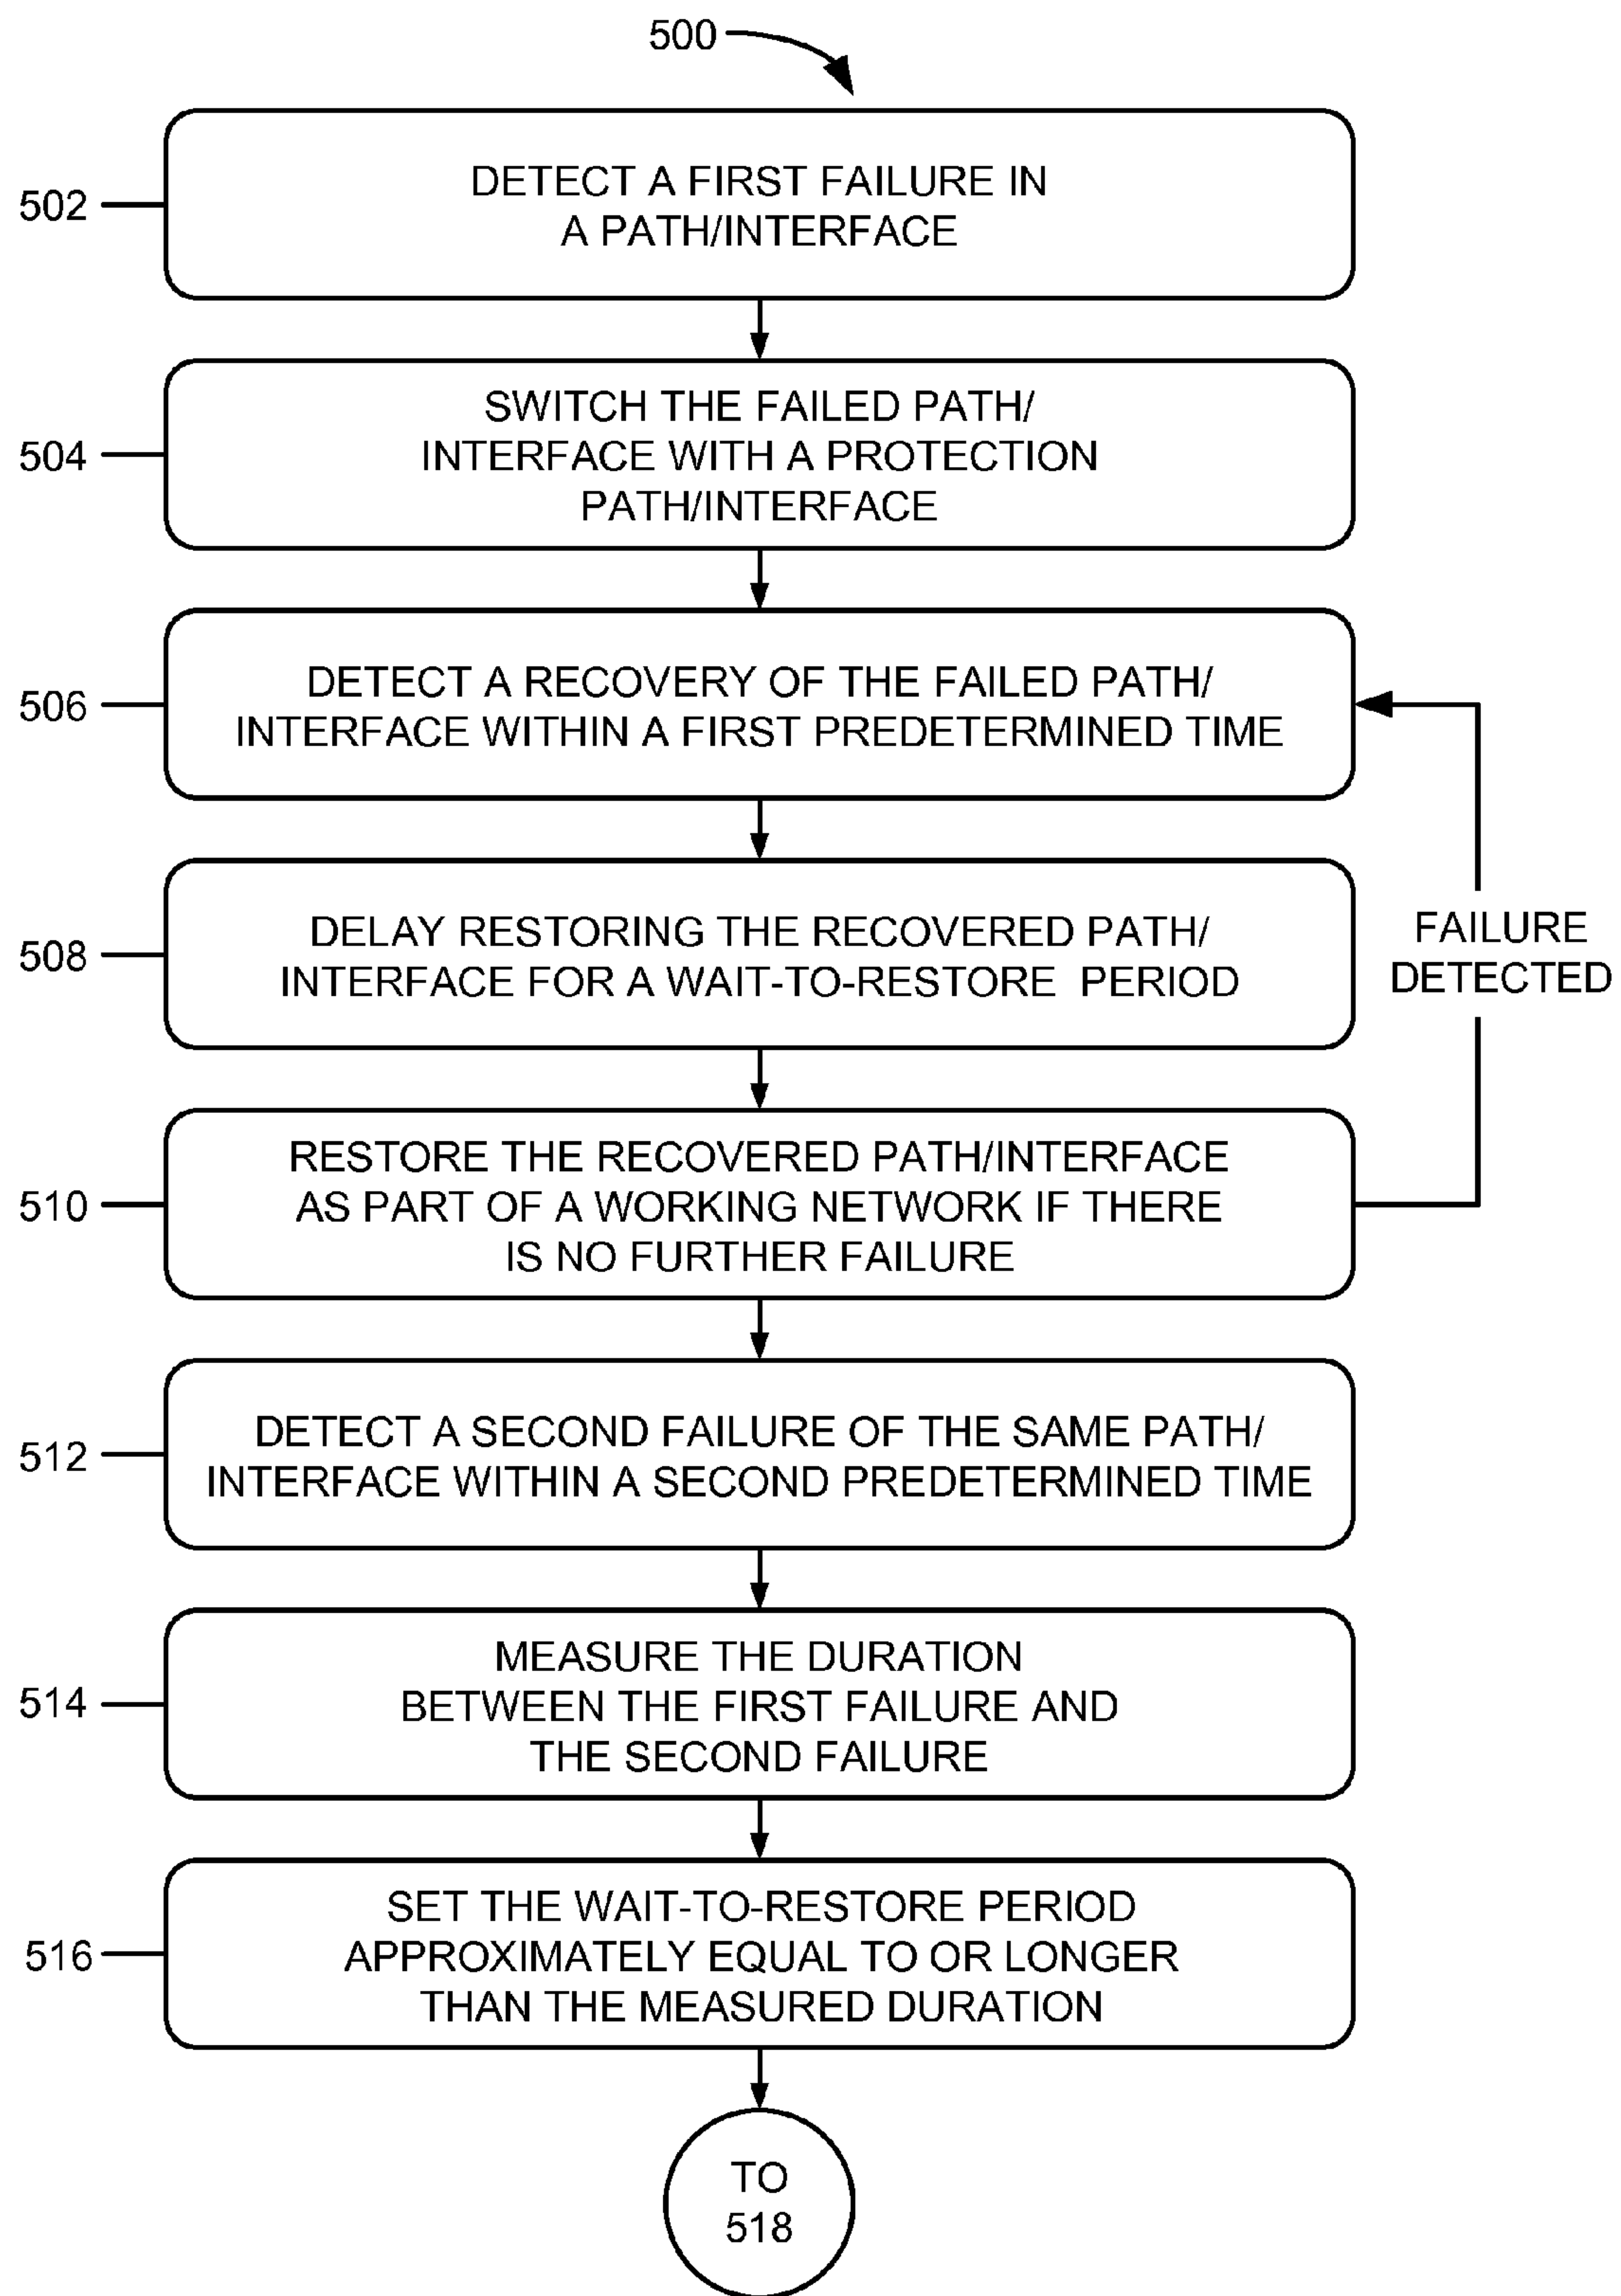 500
502
DETECT A FIRST FAILURE IN
A PATH/INTERFACE
504
SWITCH THE FAILED PATH/
INTERFACE WITH A PROTECTION
PATH/INTERFACE
506
DETECT A RECOVERY OF THE FAILED PATH/
INTERFACE WITHIN A FIRST PREDETERMINED TIME
508
DELAY RESTORING THE RECOVERED PATH/
INTERFACE FOR A WAIT-TO-RESTORE PERIOD
FAILURE
DETECTED
510
RESTORE THE RECOVERED PATH/INTERFACE
AS PART OF A WORKING NETWORK IF THERE
IS NO FURTHER FAILURE
512
DETECT A SECOND FAILURE OF THE SAME PATH/
INTERFACE WITHIN A SECOND PREDETERMINED TIME
514
MEASURE THE DURATION
BETWEEN THE FIRST FAILURE AND
THE SECOND FAILURE
516
SET THE WAIT-TO-RESTORE PERIOD
APPROXIMATELY EQUAL TO OR LONGER
THAN THE MEASURED DURATION
TO
518